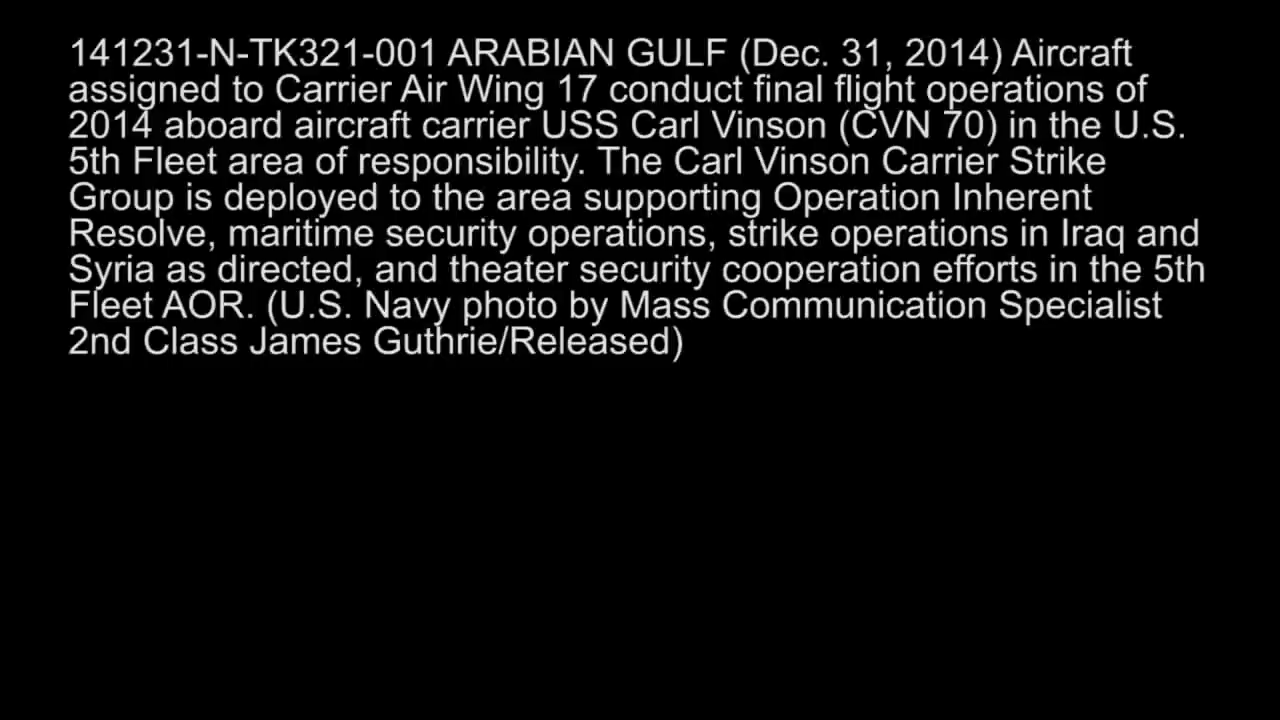 141231-N-TK321-001 ARABIAN GULF (Dec. 31, 2014) Aircraft
assigned to Carrier Air Wing 17 conduct final flight operations of
2014 aboard aircraft carrier USS Carl Vinson (CVN 70) in the U.S.
5th Fleet area of responsibility. The Carl Vinson Carrier Strike
Group is deployed to the area supporting Operation Inherent
Resolve, maritime security operations, strike operations in Iraq and
Syria as directed, and theater security cooperation efforts in the 5th
Fleet AOR. (U.S. Navy photo by Mass Communication Specialist
2nd Class James Guthrie/Released)